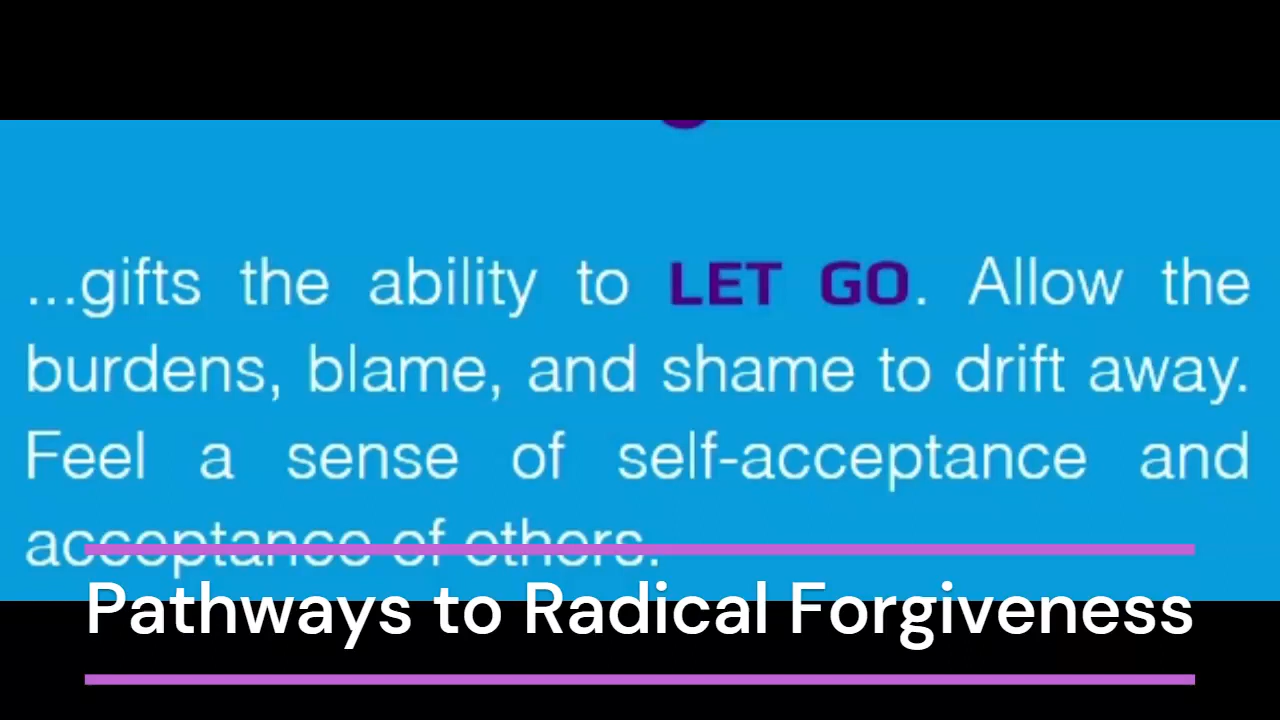 ...gifts the ability to LET GO. Allow the
burdens, blame, and shame to drift away.
Feel a sense of self-acceptance and
acceptance of others.
Pathways to Radical Forgiveness